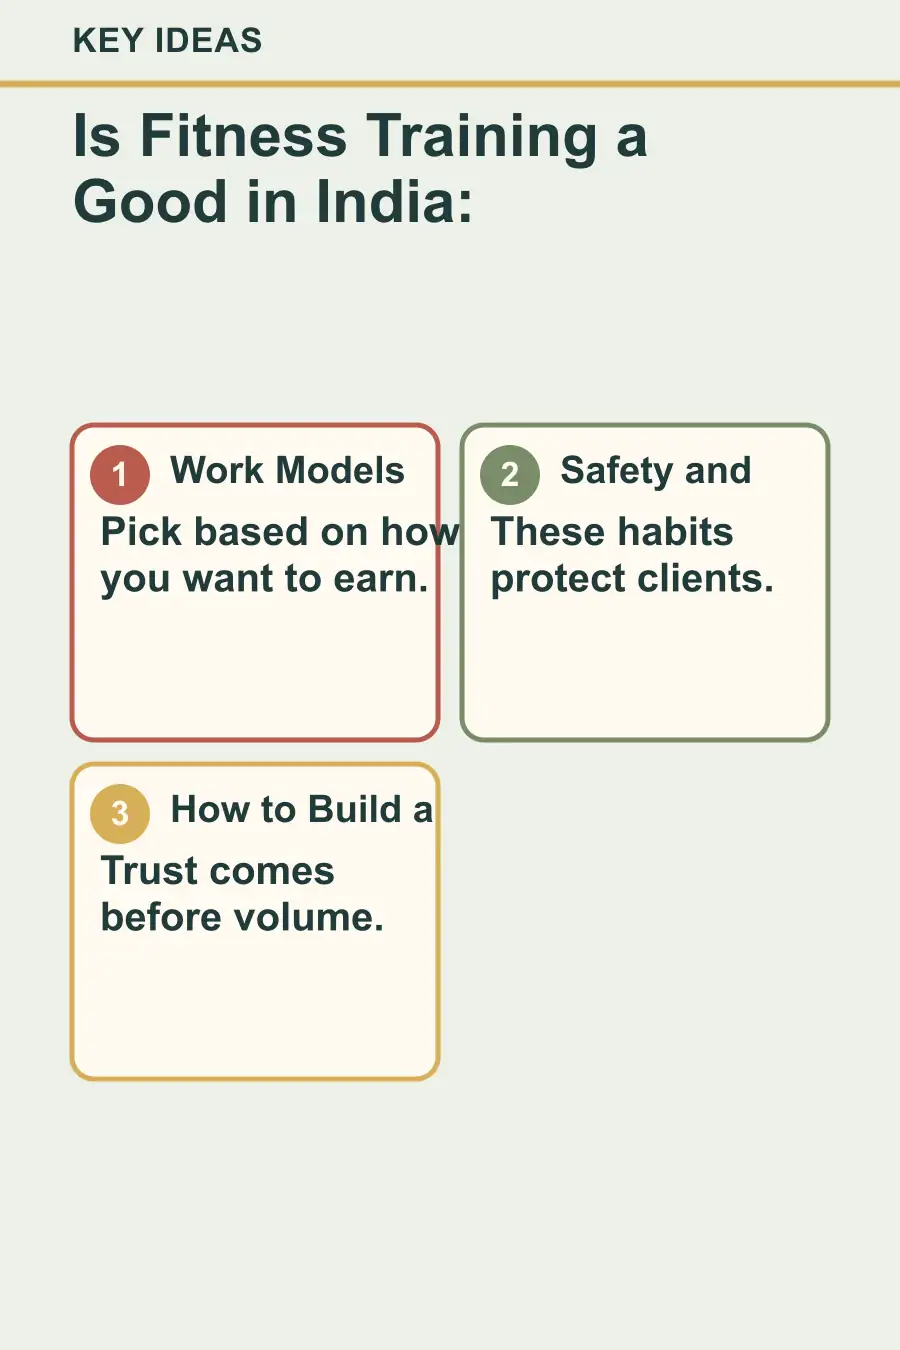 KEY IDEAS
Is Fitness Training a
Good in India:
1 Work Models
Pick based on how
you want to earn.
2 Safety and
These habits
protect clients.
3 How to Build a
Trust comes
before volume.